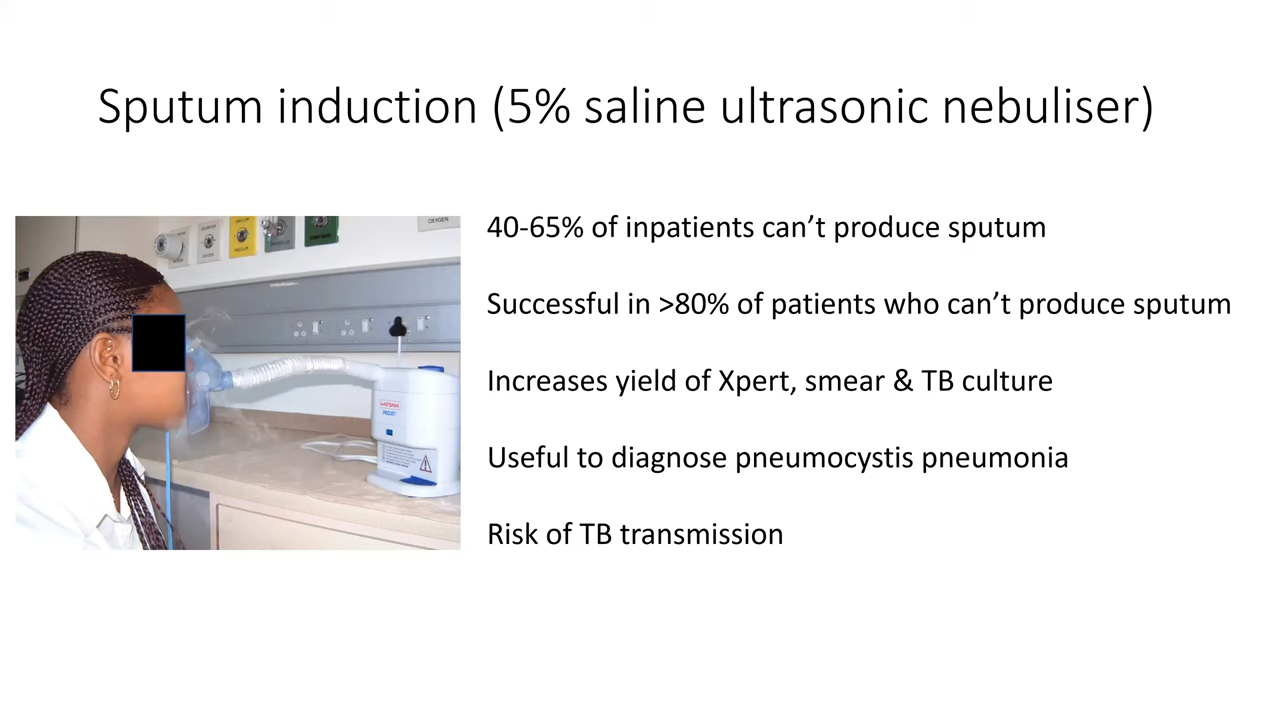 Sputum induction (5% saline ultrasonic nebuliser)
40-65% of inpatients can’t produce sputum
Successful in >80% of patients who can’t produce sputum
Increases yield of Xpert, smear & TB culture
Useful to diagnose pneumocystis pneumonia
Risk of TB transmission
OXYGEN